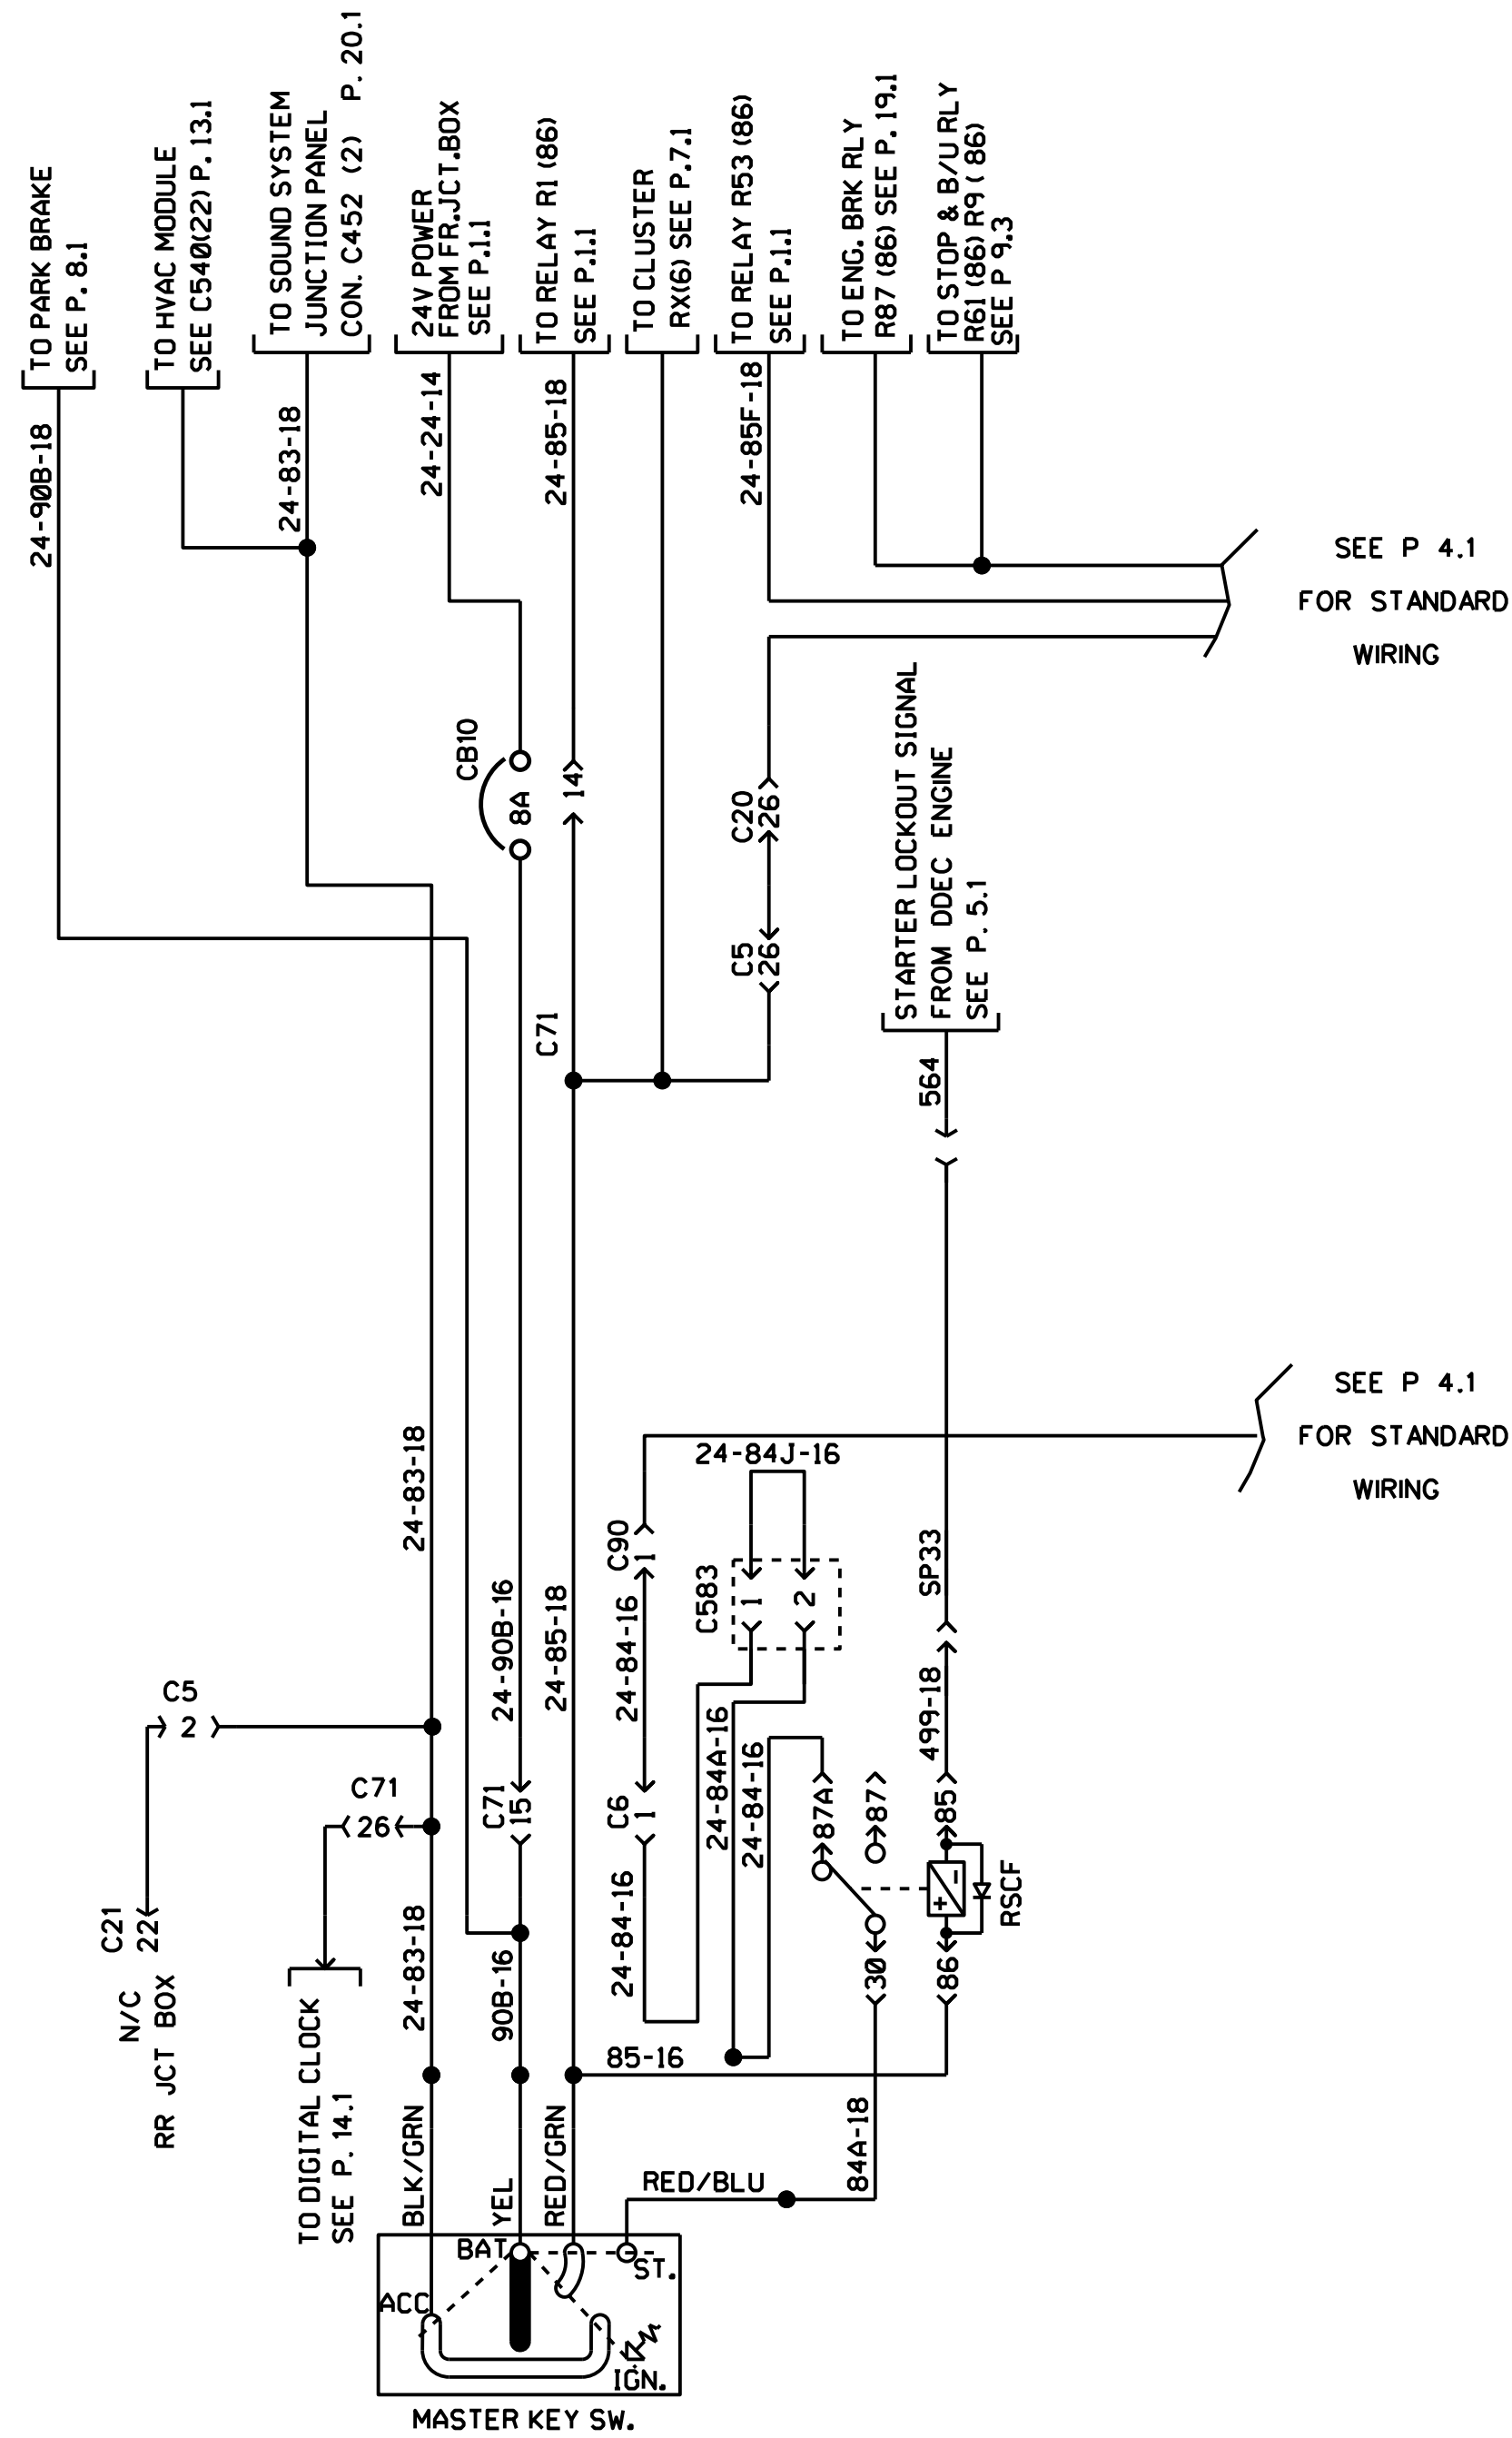 TO PARK BRAKE
SEE P. 8.1
TO HVAC MODULE
SEE C540(22) P. 13.1
TO SOUND SYSTEM
JUNCTION PANEL
CON. C452 (2) P. 20.1
24V POWER
FROM FR.JCT.BOX
SEE P.1.1
TO RELAY R1 (86)
SEE P.1.1
TO CLUSTER
RX(6) SEE P.7.1
TO RELAY R53 (86)
SEE P.1.1
TO ENG. BRK RLY
R87 (86) SEE P. 19.1
TO STOP & B/U RLY
R61 (86) R9 ( 86)
SEE P 9.3
24-90B-18
24-83-18
24-24-14
24-85-18
24-85F-18
SEE P 4.1
FOR STANDARD
WIRING
CB10
8A
14
C20
26
C5
26
C71
STARTER LOCKOUT SIGNAL
FROM DDEC ENGINE
SEE P. 5.1
564
SEE P 4.1
FOR STANDARD
WIRING
24-83-18
24-90B-16
24-85-18
24-84J-16
C90
1
24-84-16
C583
1
2
SP33
499-18
C5
2
C71
26
C71
15
C6
1
24-84A-16
24-84-16
87A
87
85
RSCF
C21
22
N/C
RR JCT BOX
24-83-18
90B-16
24-84-16
30
86
TO DIGITAL CLOCK
SEE P. 14.1
85-16
84A-18
BLK/GRN
YEL
RED/GRN
RED/BLU
BAT
ST.
ACC
IGN.
MASTER KEY SW.